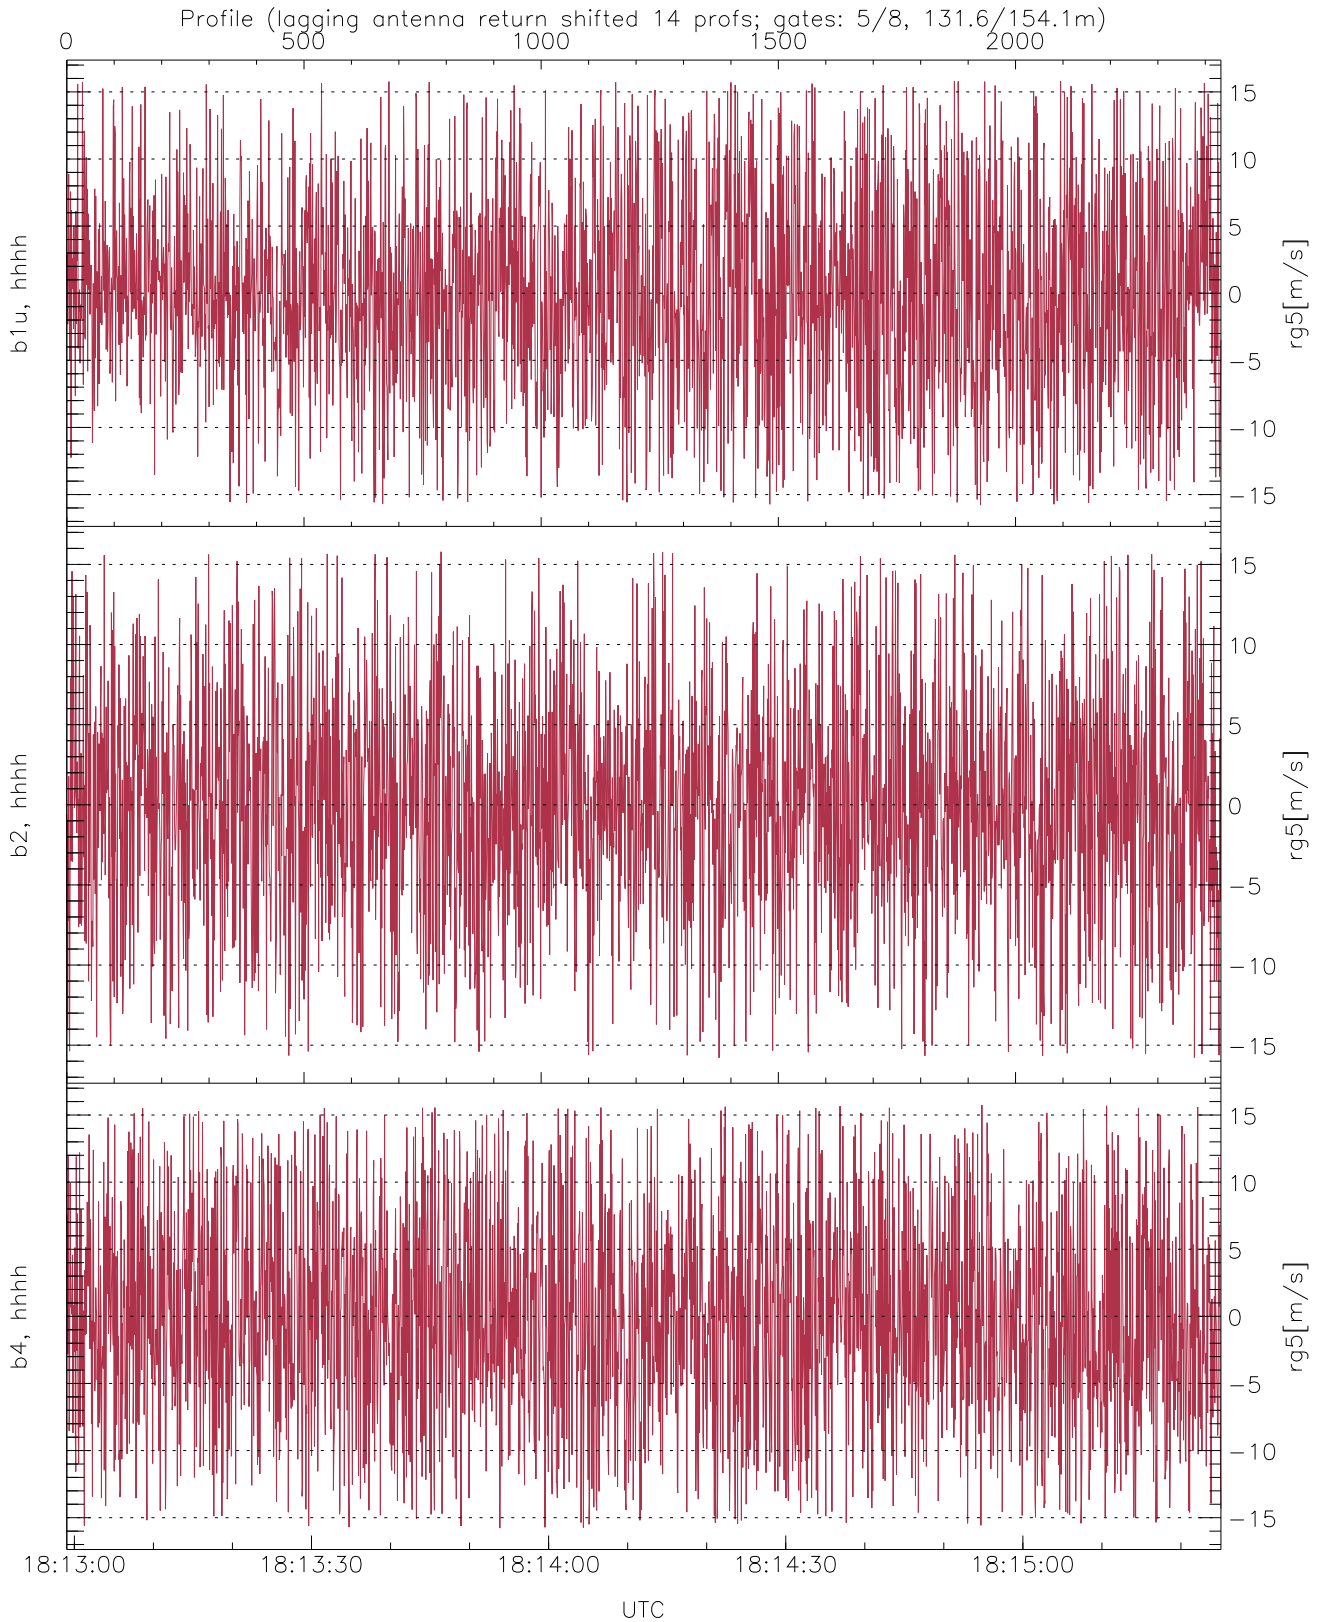 Profile (lagging antenna return shifted 14 profs; gates: 5/8, 131.6/154.1m)
0 500 1000 1500 2000
15
10
5
0
-5
-10
-15
b1u, hhhh
rg5[m/s]
15
10
5
0
-5
-10
-15
b2, hhhh
rg5[m/s]
15
10
5
0
-5
-10
-15
b4, hhhh
rg5[m/s]
18:13:00 18:13:30 18:14:00 18:14:30 18:15:00
UTC